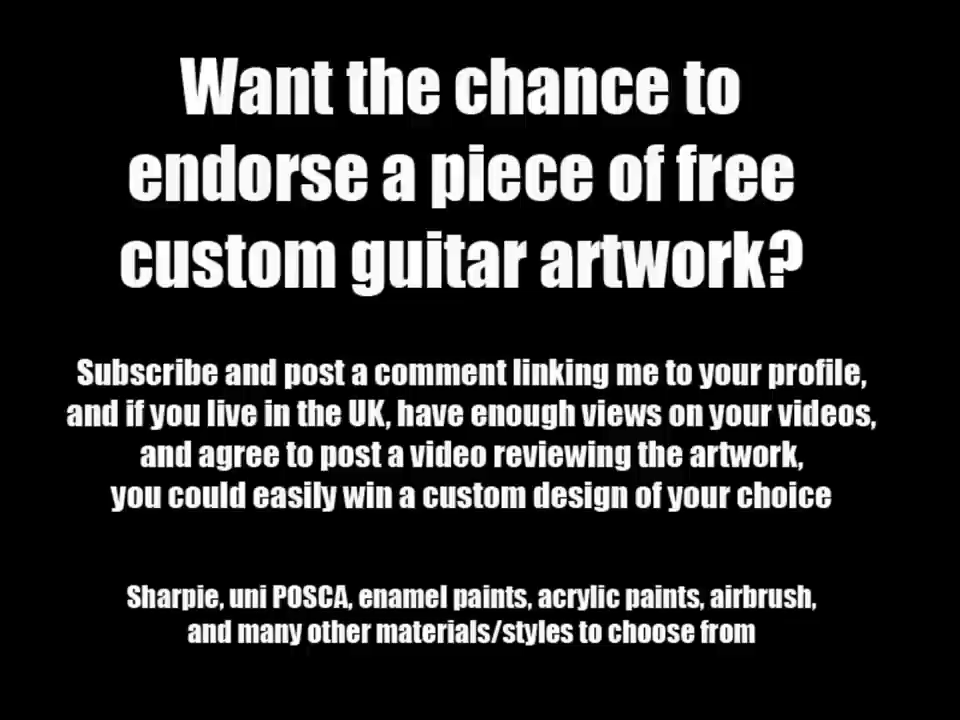 Want the chance to
endorse a piece of free
custom guitar artwork?
Subscribe and post a comment linking me to your profile,
and if you live in the UK, have enough views on your videos,
and agree to post a video reviewing the artwork,
you could easily win a custom design of your choice
Sharpie, uni POSCA, enamel paints, acrylic paints, airbrush,
and many other materials/styles to choose from